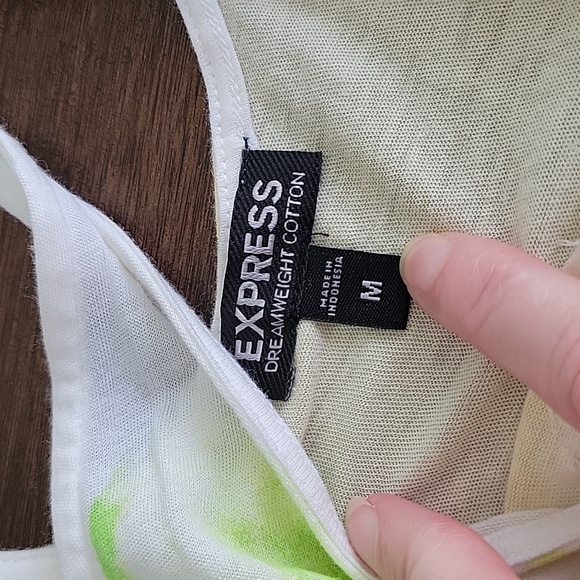 EXPRESS
DREAMWEIGHT COTTON
MADE IN
INDONESIA
M